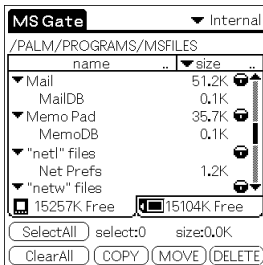 MS Gate Internal
/PALM/PROGRAMS/MSFILES
name .. size ..
Mail 51.2K
MailDB 0.1K
Memo Pad 35.7K
MemoDB 0.1K
"netl" files
Net Prefs 1.2K
"netw" files
15257K Free 15104K Free
SelectAll select:0 size:0.0K
ClearAll COPY MOVE DELETE